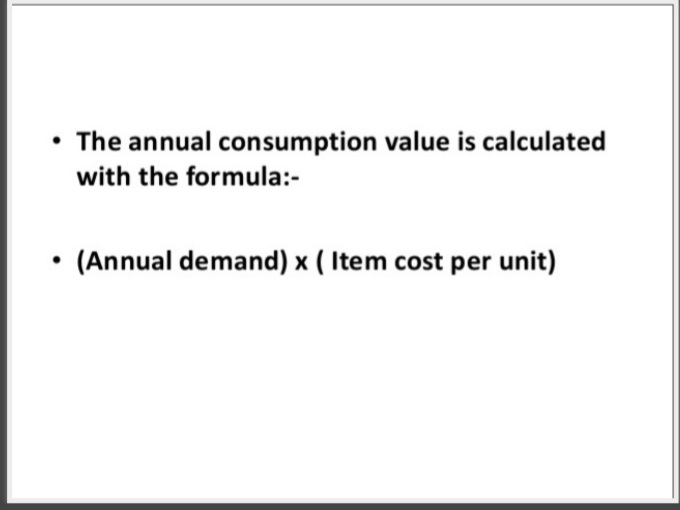 • The annual consumption value is calculated
with the formula:-
• (Annual demand) x ( Item cost per unit)